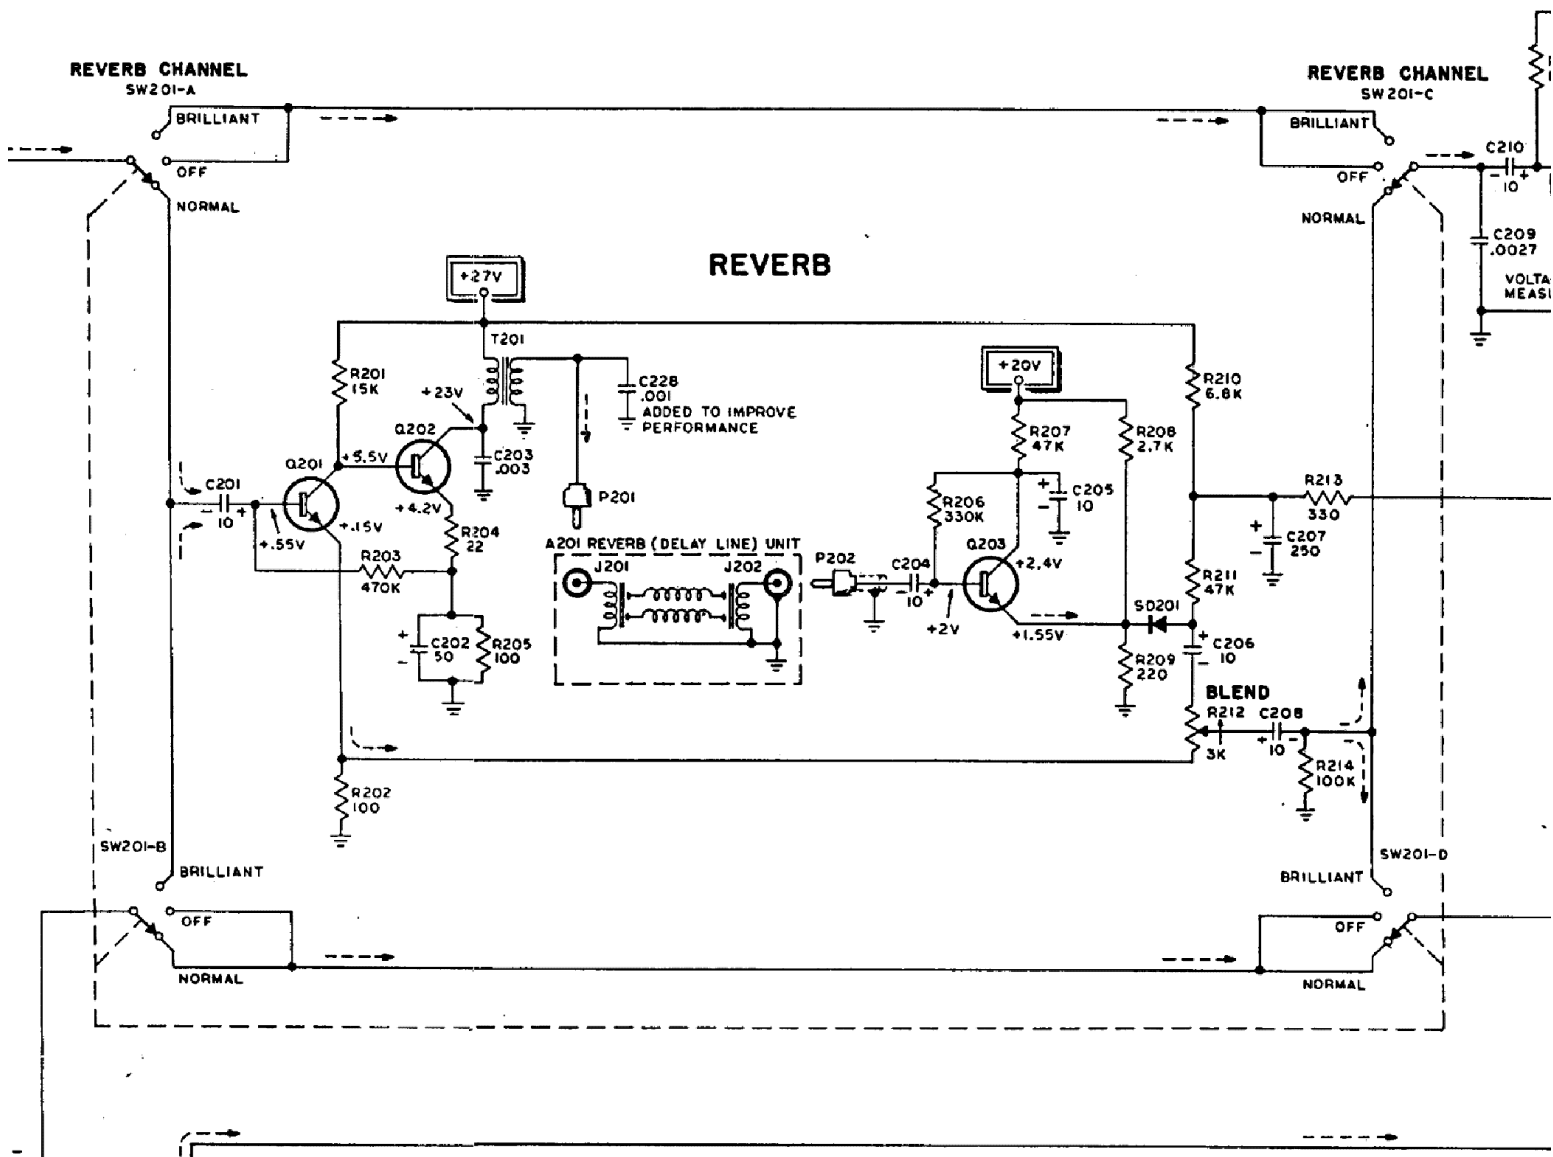 REVERB CHANNEL
SW201-A
BRILLIANT
OFF
NORMAL
REVERB CHANNEL
SW201-C
BRILLIANT
OFF
NORMAL
C210
- 10 +
C209
.0027
VOLTA
MEASU
REVERB
+27V
T201
R201
15K
+23V
C228
.001
ADDED TO IMPROVE
PERFORMANCE
Q202
+5.5V
C203
.003
+4.2V
Q201
C201
- 10 +
+.55V
+.15V
R204
22
R203
470K
+
C202
50
-
R205
100
P201
A201 REVERB (DELAY LINE) UNIT
J201
J202
P202
C204
- 10 +
+20V
R207
47K
R208
2.7K
R206
330K
+
C205
10
-
Q203
+2.4V
+2V
+1.55V
R210
6.8K
R213
330
+
C207
250
-
R211
47K
SD201
+
C206
10
-
R209
220
BLEND
R212
3K
C208
+ 10 -
R214
100K
R202
100
SW201-B
BRILLIANT
OFF
NORMAL
SW201-D
BRILLIANT
OFF
NORMAL